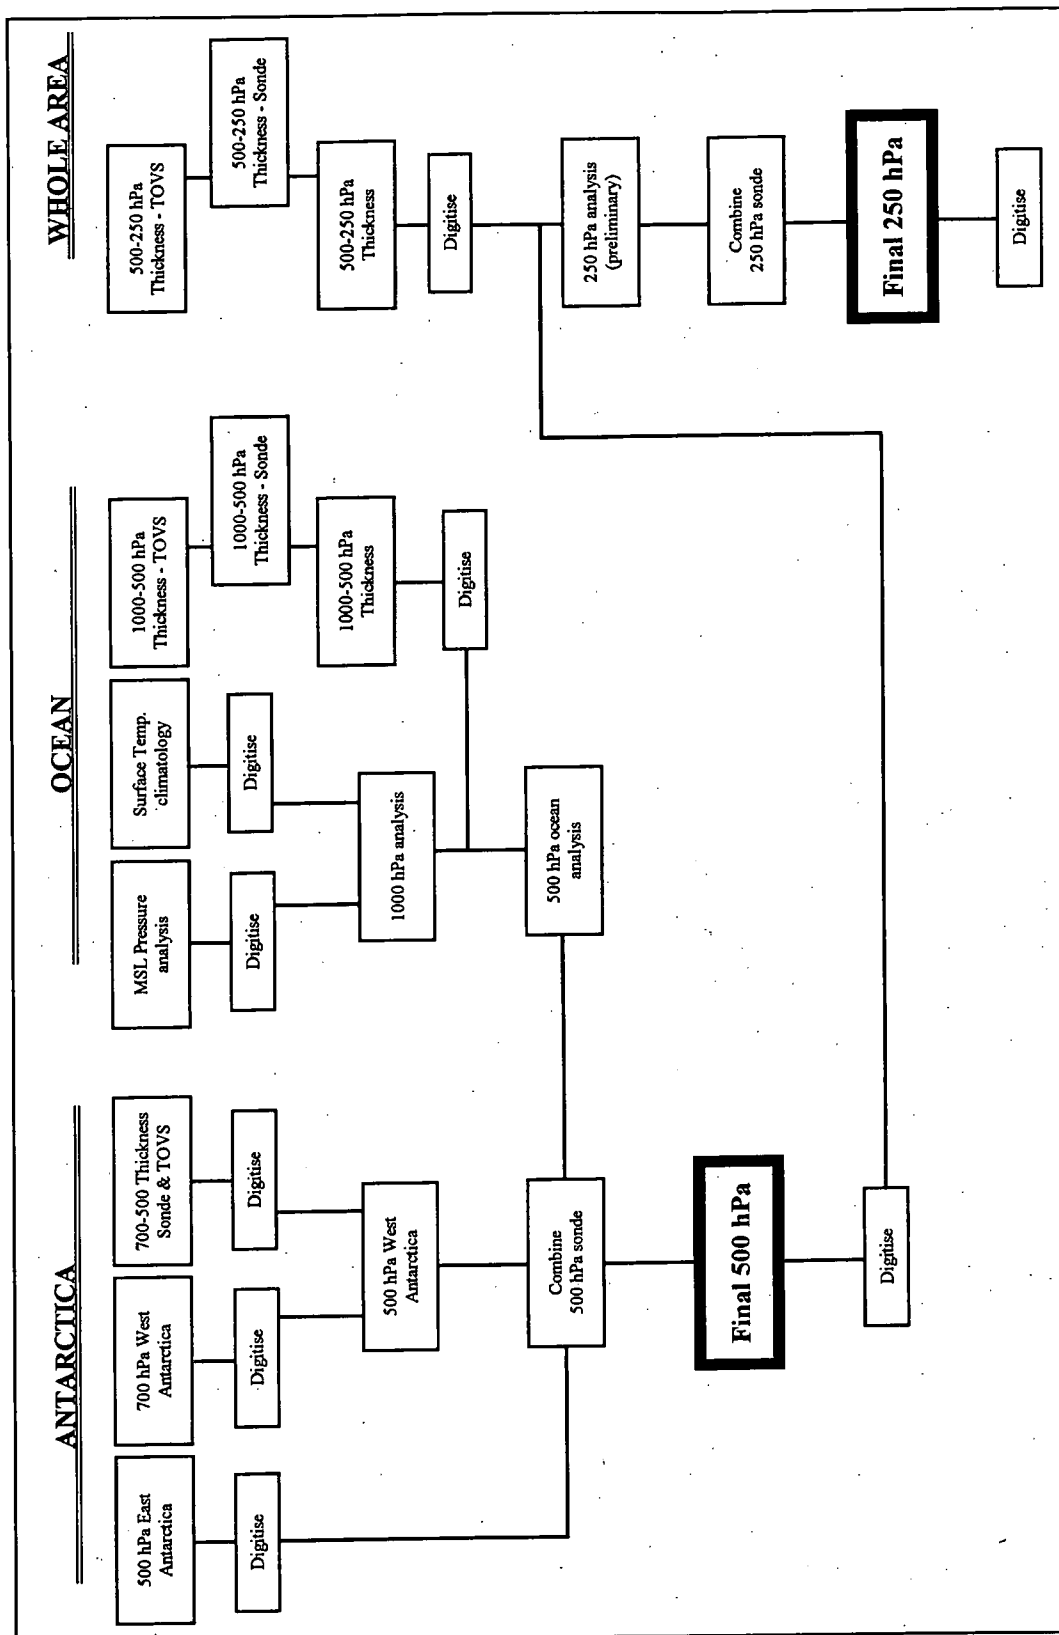 ANTARCTICA
500 hPa East
Antarctica
Digitise
700 hPa West
Antarctica
Digitise
700-500 Thickness
Sonde & TOVS
Digitise
500 hPa West
Antarctica
Combine
500 hPa sonde
Final 500 hPa
Digitise
OCEAN
MSL Pressure
analysis
Digitise
Surface Temp.
climatology
Digitise
1000 hPa analysis
1000-500 hPa
Thickness - TOVS
1000-500 hPa
Thickness - Sonde
1000-500 hPa
Thickness
Digitise
500 hPa ocean
analysis
WHOLE AREA
500-250 hPa
Thickness - TOVS
500-250 hPa
Thickness - Sonde
500-250 hPa
Thickness
Digitise
250 hPa analysis
(preliminary)
Combine
250 hPa sonde
Final 250 hPa
Digitise